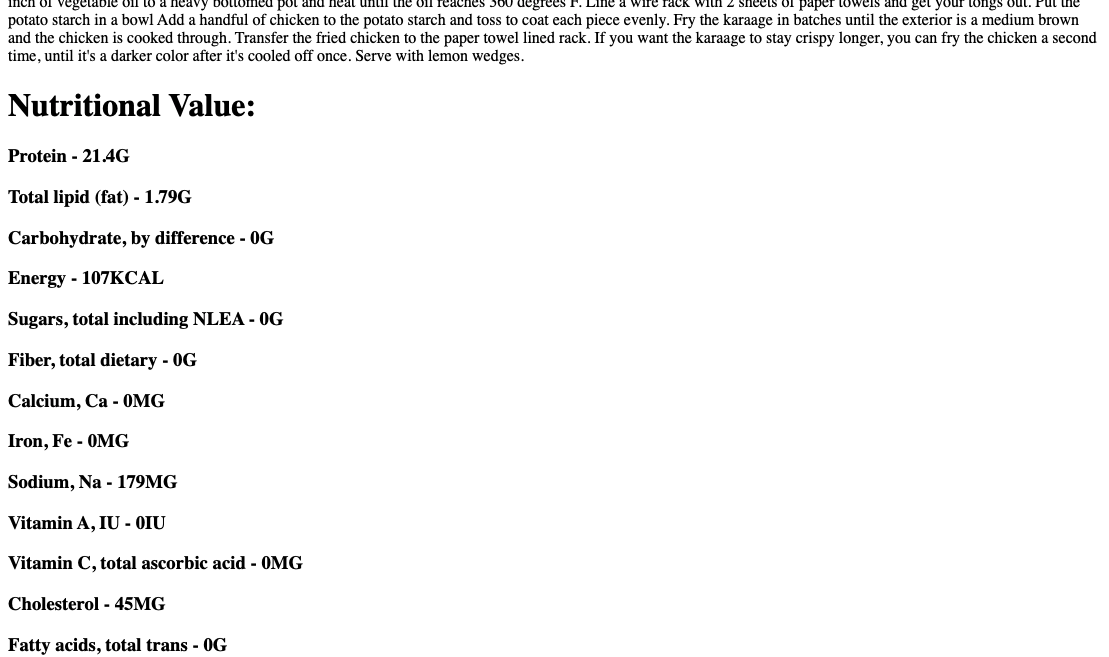 inch of vegetable oil to a heavy bottomed pot and heat until the oil reaches 360 degrees F. Line a wire rack with 2 sheets of paper towels and get your tongs out. Put the
potato starch in a bowl Add a handful of chicken to the potato starch and toss to coat each piece evenly. Fry the karaage in batches until the exterior is a medium brown
and the chicken is cooked through. Transfer the fried chicken to the paper towel lined rack. If you want the karaage to stay crispy longer, you can fry the chicken a second
time, until it's a darker color after it's cooled off once. Serve with lemon wedges.
Nutritional Value:
Protein - 21.4G
Total lipid (fat) - 1.79G
Carbohydrate, by difference - 0G
Energy - 107KCAL
Sugars, total including NLEA - 0G
Fiber, total dietary - 0G
Calcium, Ca - 0MG
Iron, Fe - 0MG
Sodium, Na - 179MG
Vitamin A, IU - 0IU
Vitamin C, total ascorbic acid - 0MG
Cholesterol - 45MG
Fatty acids, total trans - 0G